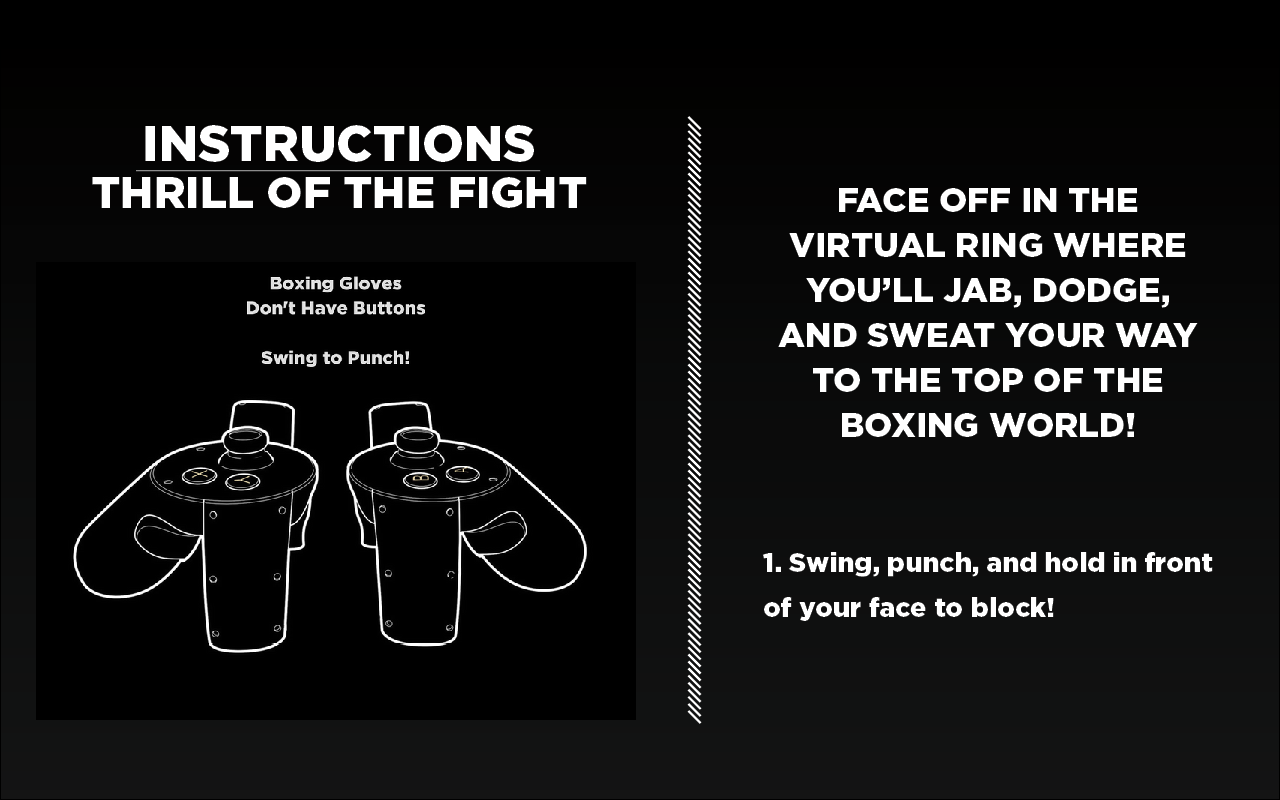 INSTRUCTIONS
THRILL OF THE FIGHT
Boxing Gloves
Don't Have Buttons
Swing to Punch!
X Y
B A
FACE OFF IN THE
VIRTUAL RING WHERE
YOU’LL JAB, DODGE,
AND SWEAT YOUR WAY
TO THE TOP OF THE
BOXING WORLD!
1. Swing, punch, and hold in front
of your face to block!